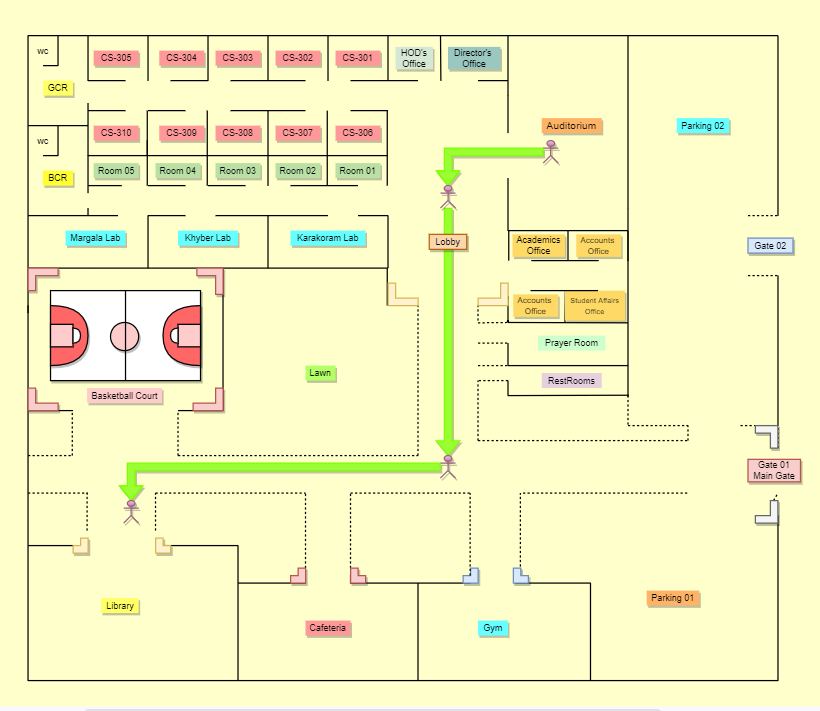 wc
CS-305
CS-304
CS-303
CS-302
CS-301
HOD's
Office
Director's
Office
GCR
Auditorium
Parking 02
wc
CS-310
CS-309
CS-308
CS-307
CS-306
BCR
Room 05
Room 04
Room 03
Room 02
Room 01
Margala Lab
Khyber Lab
Karakoram Lab
Lobby
Academics
Office
Accounts
Office
Gate 02
Accounts
Office
Student Affairs
Office
Prayer Room
Lawn
RestRooms
Basketball Court
Gate 01
Main Gate
Library
Cafeteria
Gym
Parking 01